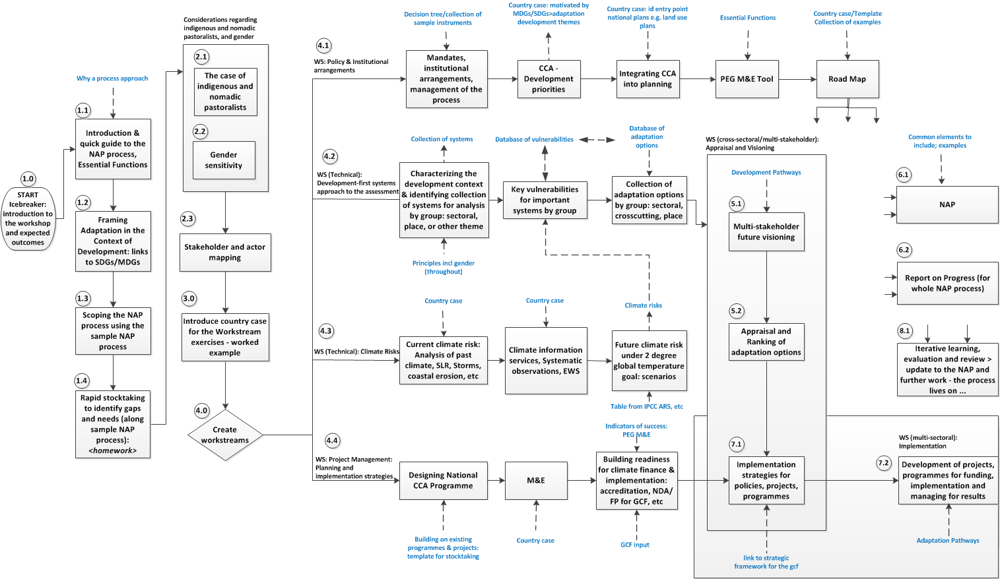 1.0
START
Icebreaker:
introduction to
the workshop
and expected
outcomes
Why a process approach
1.1
Introduction &
quick guide to the
NAP process,
Essential Functions
1.2
Framing
Adaptation in the
Context of
Development: links
to SDGs/MDGs
1.3
Scoping the NAP
process using the
sample NAP
process
1.4
Rapid stocktaking
to identify gaps
and needs (along
sample NAP
process):
<homework>
Considerations regarding
indigenous and nomadic
pastoralists, and gender
2.1
The case of
indigenous and
nomadic
pastoralists
2.2
Gender
sensitivity
2.3
Stakeholder and actor
mapping
3.0
Introduce country case
for the Workstream
exercises - worked
example
4.0
Create
workstreams
4.1
WS: Policy & Institutional
arrangements
Decision tree/collection of
sample instruments
Mandates,
institutional
arrangements,
management of the
process
Country case: motivated by
MDGs/SDGs>adaptation
development themes
CCA -
Development
priorities
Country case: id entry point
national plans e.g. land use
plans
Integrating CCA
into planning
Essential Functions
PEG M&E Tool
Country case/Template
Collection of examples
Road Map
4.2
WS (Technical):
Development-first systems
approach to the assessment
Collection of systems
Characterizing the
development context
& identifying collection
of systems for analysis
by group: sectoral,
place, or other theme
Principles incl gender
(throughout)
Database of vulnerabilities
Key vulnerabilities
for important
systems by group
Database of
adaptation
options
Collection of
adaptation options
by group: sectoral,
crosscutting, place
4.3
WS (Technical): Climate Risks
Country case
Current climate risk:
Analysis of past
climate, SLR, Storms,
coastal erosion, etc
Country case
Climate information
services, Systematic
observations, EWS
Climate risks
Future climate risk
under 2 degree
global temperature
goal: scenarios
Table from IPCC AR5, etc
4.4
WS: Project Management:
Planning and
implementation strategies
Designing National
CCA Programme
Building on existing
programmes & projects:
template for stocktaking
M&E
Country case
Indicators of success:
PEG M&E
Building readiness
for climate finance &
implementation:
accreditation, NDA/
FP for GCF, etc
GCF input
WS (cross-sectoral/multi-stakeholder):
Appraisal and Visioning
Development Pathways
5.1
Multi-stakeholder
future visioning
5.2
Appraisal and
Ranking of
adaptation options
7.1
Implementation
strategies for
policies, projects,
programmes
link to strategic
framework for the gcf
Common elements to
include; examples
6.1
NAP
6.2
Report on Progress (for
whole NAP process)
8.1
Iterative learning,
evaluation and review >
update to the NAP and
further work - the process
lives on ...
WS (multi-sectoral):
Implementation
7.2
Development of projects,
programmes for funding,
implementation and
managing for results
Adaptation Pathways